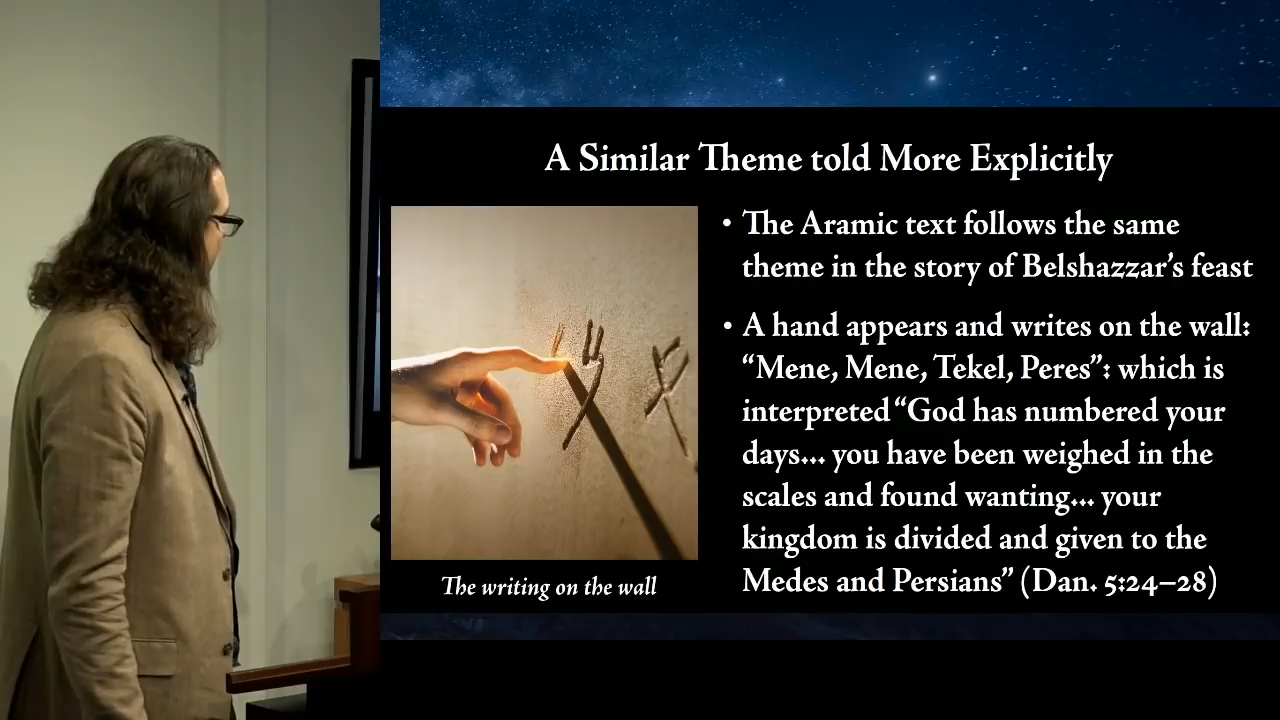 A Similar Theme told More Explicitly
• The Aramic text follows the same
theme in the story of Belshazzar’s feast
• A hand appears and writes on the wall:
“Mene, Mene, Tekel, Peres”: which is
interpreted “God has numbered your
days... you have been weighed in the
scales and found wanting... your
kingdom is divided and given to the
Medes and Persians” (Dan. 5:24–28)
The writing on the wall